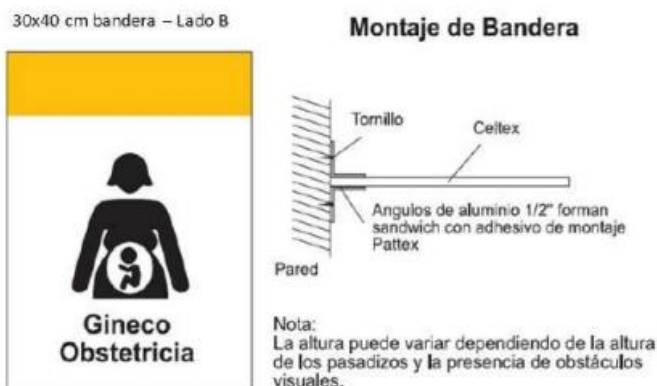 30x40 cm bandera – Lado B
Gineco
Obstetricia
Montaje de Bandera
Tornillo
Celtex
Angulos de aluminio 1/2" forman
sandwich con adhesivo de montaje
Pattex
Pared
Nota:
La altura puede variar dependiendo de la altura
de los pasadizos y la presencia de obstáculos
visuales.